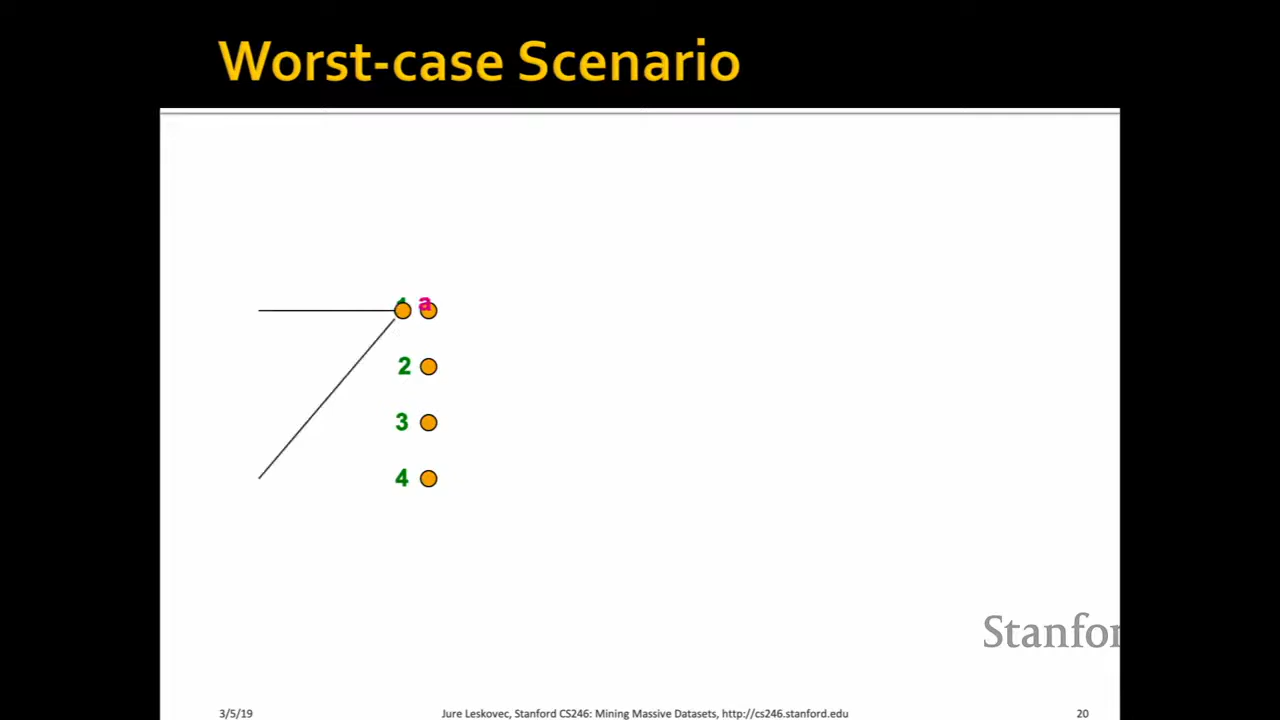 Worst-case Scenario
a
2
3
4
3/5/19
Jure Leskovec, Stanford CS246: Mining Massive Datasets, http://cs246.stanford.edu
20